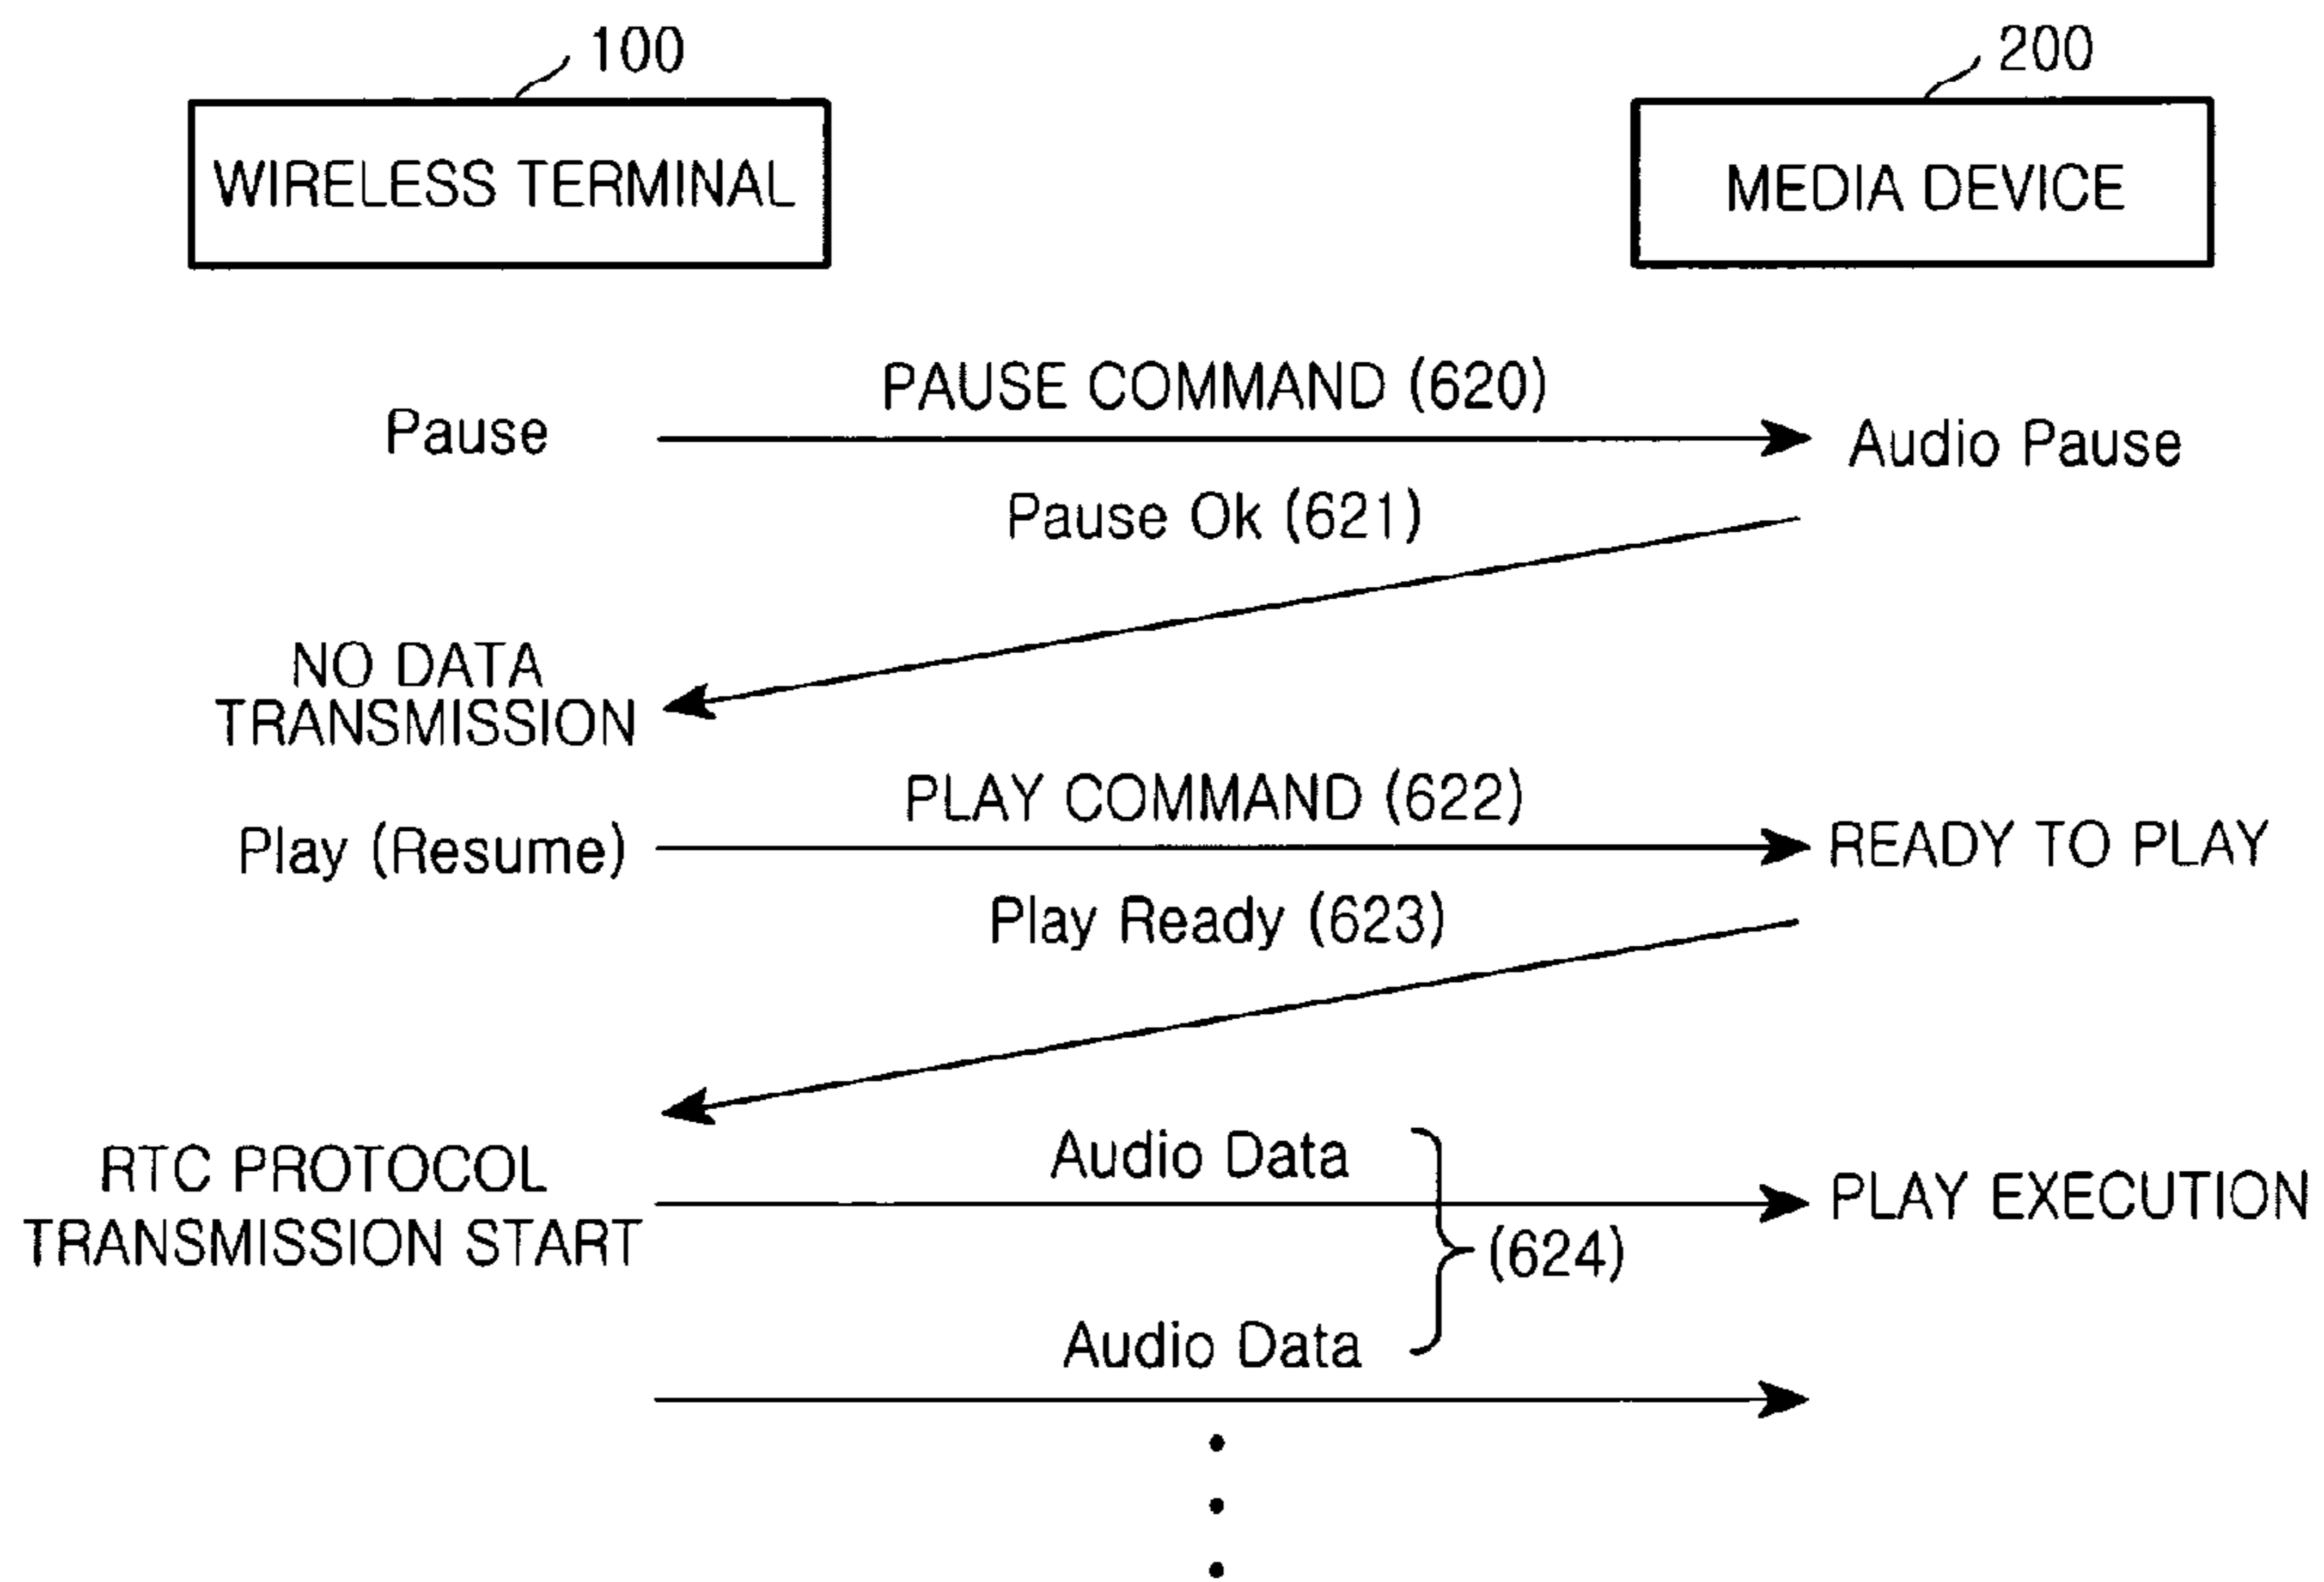 100
200
WIRELESS TERMINAL
MEDIA DEVICE
PAUSE COMMAND (620)
Pause
Audio Pause
Pause Ok (621)
NO DATA
TRANSMISSION
PLAY COMMAND (622)
Play (Resume)
READY TO PLAY
Play Ready (623)
RTC PROTOCOL
TRANSMISSION START
Audio Data
PLAY EXECUTION
(624)
Audio Data